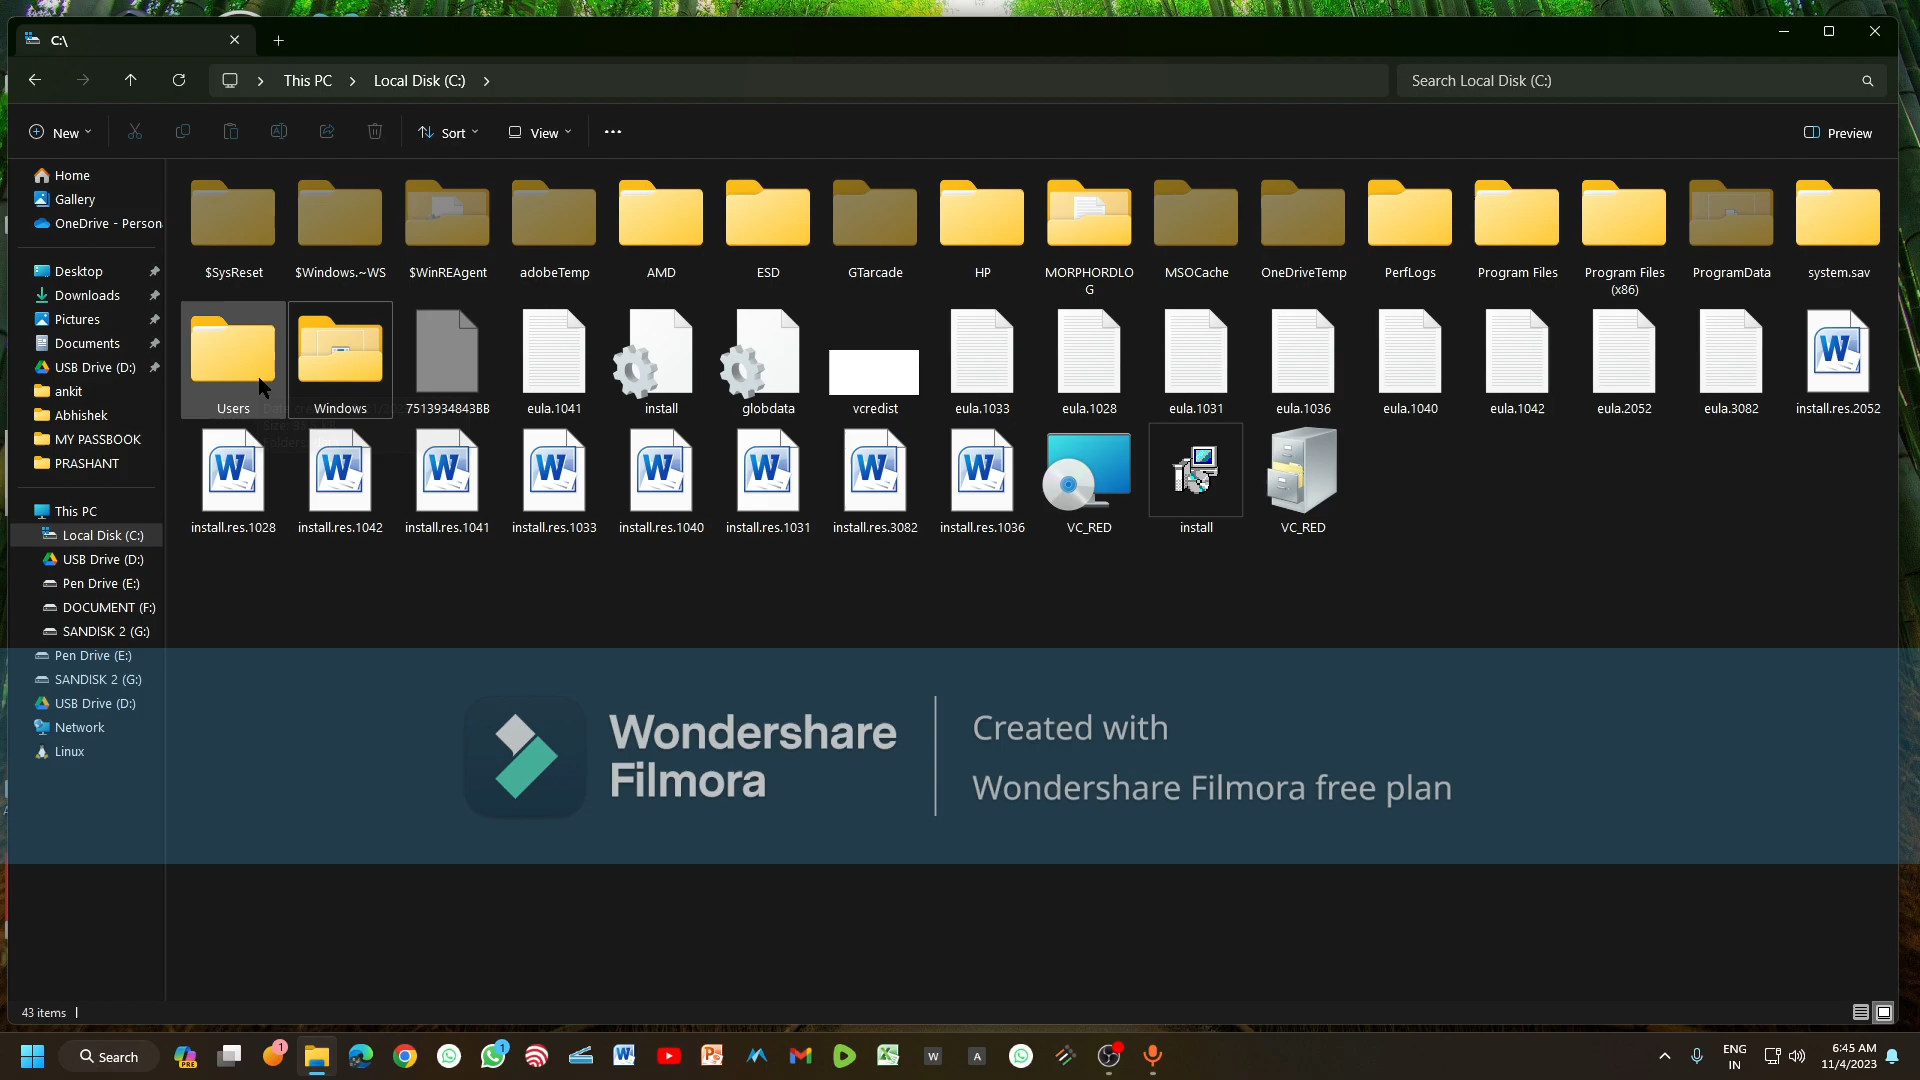 C:\
This PC
Local Disk (C:)
Search Local Disk (C:)
New
Sort
View
Preview
Home
Gallery
OneDrive - Person
Desktop
Downloads
Pictures
Documents
USB Drive (D:)
ankit
Abhishek
MY PASSBOOK
PRASHANT
This PC
Local Disk (C:)
USB Drive (D:)
Pen Drive (E:)
DOCUMENT (F:)
SANDISK 2 (G:)
Pen Drive (E:)
SANDISK 2 (G:)
USB Drive (D:)
Network
Linux
$SysReset
$Windows.~WS
$WinREAgent
adobeTemp
AMD
ESD
GTarcade
HP
MORPHORDLO
G
MSOCache
OneDriveTemp
PerfLogs
Program Files
Program Files
(x86)
ProgramData
system.sav
Users
Windows
7513934843BB
eula.1041
install
globdata
vcredist
eula.1033
eula.1028
eula.1031
eula.1036
eula.1040
eula.1042
eula.2052
eula.3082
install.res.2052
install.res.1028
install.res.1042
install.res.1041
install.res.1033
install.res.1040
install.res.1031
install.res.3082
install.res.1036
VC_RED
install
VC_RED
Wondershare
Filmora
Created with
Wondershare Filmora free plan
43 items
Search
PRE
1
1
W
A
ENG
IN
6:45 AM
11/4/2023